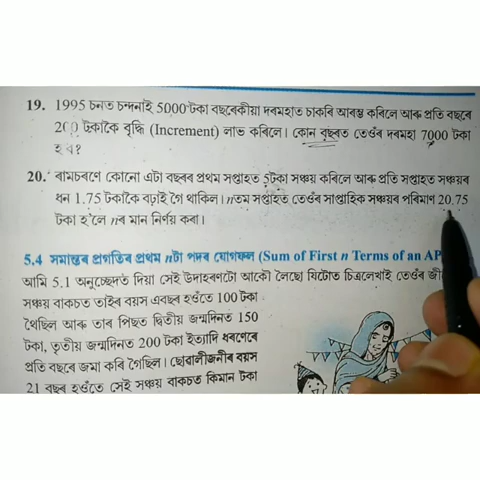 19. 1995 চনত চন্দনাই 5000 টকা বছৰেকীয়া দৰমহাত চাকৰি আৰম্ভ কৰিলে আৰু প্ৰতি বছৰে
200 টকাকৈ বৃদ্ধি (Increment) লাভ কৰিলে। কোন বছৰত তেওঁৰ দৰমহা 7000 টকা
হ'ব?
20. ৰামচৰণে কোনো এটা বছৰৰ প্ৰথম সপ্তাহত 5টকা সঞ্চয় কৰিলে আৰু প্ৰতি সপ্তাহত সঞ্চয়ৰ
ধন 1.75 টকাকৈ বঢ়াই গৈ থাকিল। nতম সপ্তাহত তেওঁৰ সাপ্তাহিক সঞ্চয়ৰ পৰিমাণ 20.75
টকা হ'লে nৰ মান নিৰ্ণয় কৰা।
5.4 সমান্তৰ প্ৰগতিৰ প্ৰথম nটা পদৰ যোগফল (Sum of First n Terms of an AP
আমি 5.1 অনুচ্ছেদত দিয়া সেই উদাহৰণটো আকৌ লৈছো যিটোত চিত্ৰলেখাই তেওঁৰ জী
সঞ্চয় বাকচত তাইৰ বয়স এবছৰ হওঁতে 100 টকা
থৈছিল আৰু তাৰ পিছত দ্বিতীয় জন্মদিনত 150
টকা, তৃতীয় জন্মদিনত 200 টকা ইত্যাদি ধৰণেৰে
প্ৰতি বছৰে জমা কৰি গৈছিল। ছোৱালীজনীৰ বয়স
21 বছৰ হওঁতে সেই সঞ্চয় বাকচত কিমান টকা